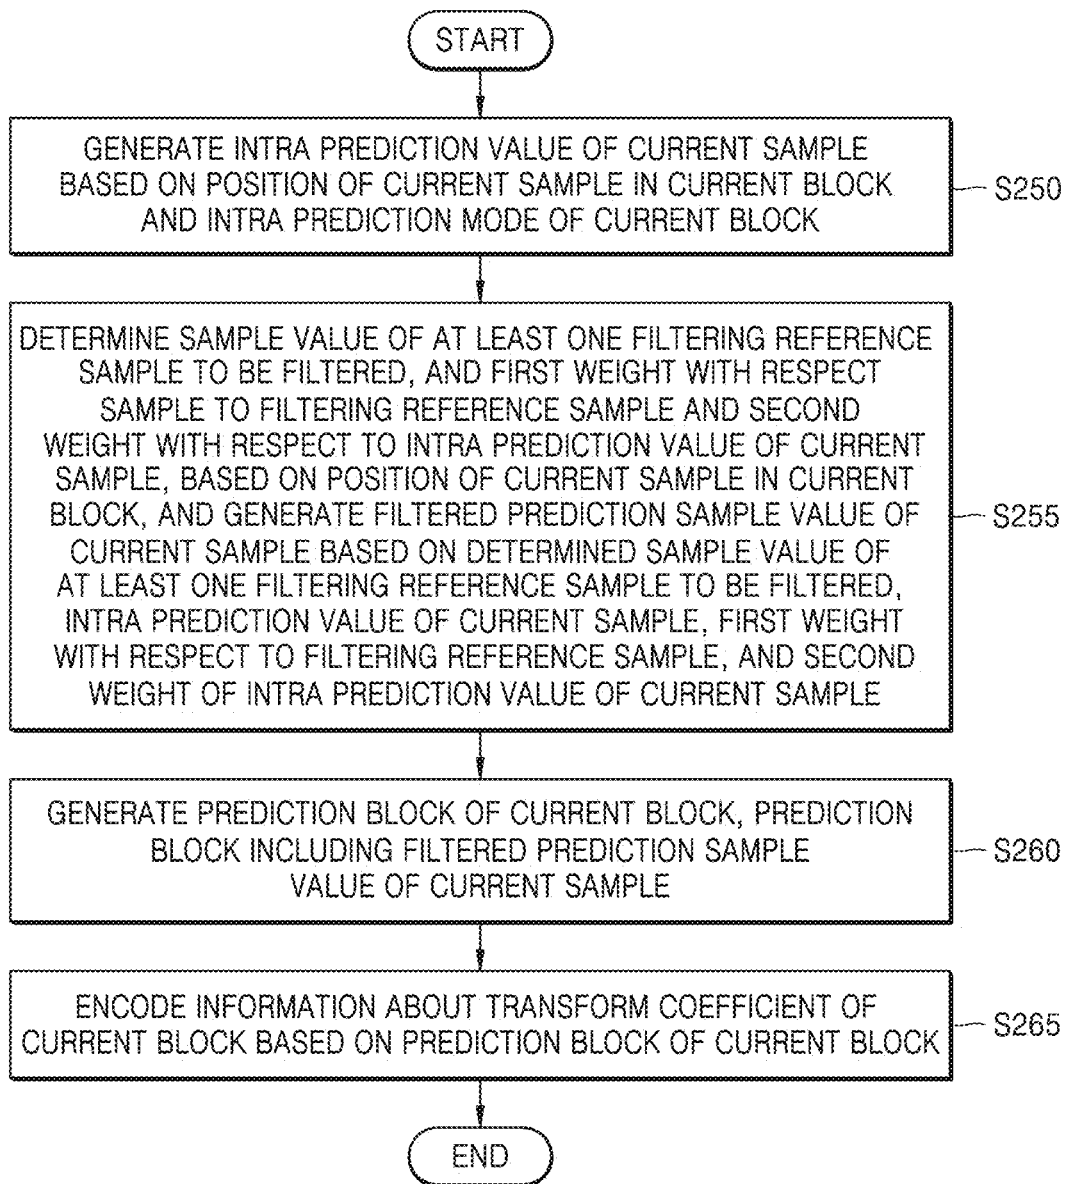 START
GENERATE INTRA PREDICTION VALUE OF CURRENT SAMPLE
BASED ON POSITION OF CURRENT SAMPLE IN CURRENT BLOCK
AND INTRA PREDICTION MODE OF CURRENT BLOCK
S250
DETERMINE SAMPLE VALUE OF AT LEAST ONE FILTERING REFERENCE
SAMPLE TO BE FILTERED, AND FIRST WEIGHT WITH RESPECT
SAMPLE TO FILTERING REFERENCE SAMPLE AND SECOND
WEIGHT WITH RESPECT TO INTRA PREDICTION VALUE OF CURRENT
SAMPLE, BASED ON POSITION OF CURRENT SAMPLE IN CURRENT
BLOCK, AND GENERATE FILTERED PREDICTION SAMPLE VALUE OF
CURRENT SAMPLE BASED ON DETERMINED SAMPLE VALUE OF
AT LEAST ONE FILTERING REFERENCE SAMPLE TO BE FILTERED,
INTRA PREDICTION VALUE OF CURRENT SAMPLE, FIRST WEIGHT
WITH RESPECT TO FILTERING REFERENCE SAMPLE, AND SECOND
WEIGHT OF INTRA PREDICTION VALUE OF CURRENT SAMPLE
S255
GENERATE PREDICTION BLOCK OF CURRENT BLOCK, PREDICTION
BLOCK INCLUDING FILTERED PREDICTION SAMPLE
VALUE OF CURRENT SAMPLE
S260
ENCODE INFORMATION ABOUT TRANSFORM COEFFICIENT OF
CURRENT BLOCK BASED ON PREDICTION BLOCK OF CURRENT BLOCK
S265
END